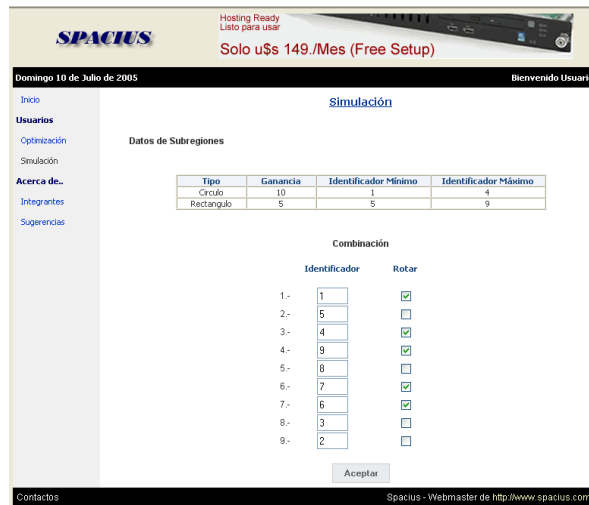 SPACIUS
Hosting Ready
Listo para usar
Solo u$s 149./Mes (Free Setup)
Domingo 10 de Julio de 2005 Bienvenido Usuari
Inicio
Usuarios
Optimización
Simulación
Acerca de..
Integrantes
Sugerencias
Simulación
Datos de Subregiones
Tipo Ganancia Identificador Mínimo Identificador Máximo
Circulo 10 1 4
Rectangulo 5 5 9
Combinación
Identificador Rotar
1.- 1
2.- 5
3.- 4
4.- 9
5.- 8
6.- 7
7.- 6
8.- 3
9.- 2
Aceptar
Contactos Spacius - Webmaster de http://www.spacius.com